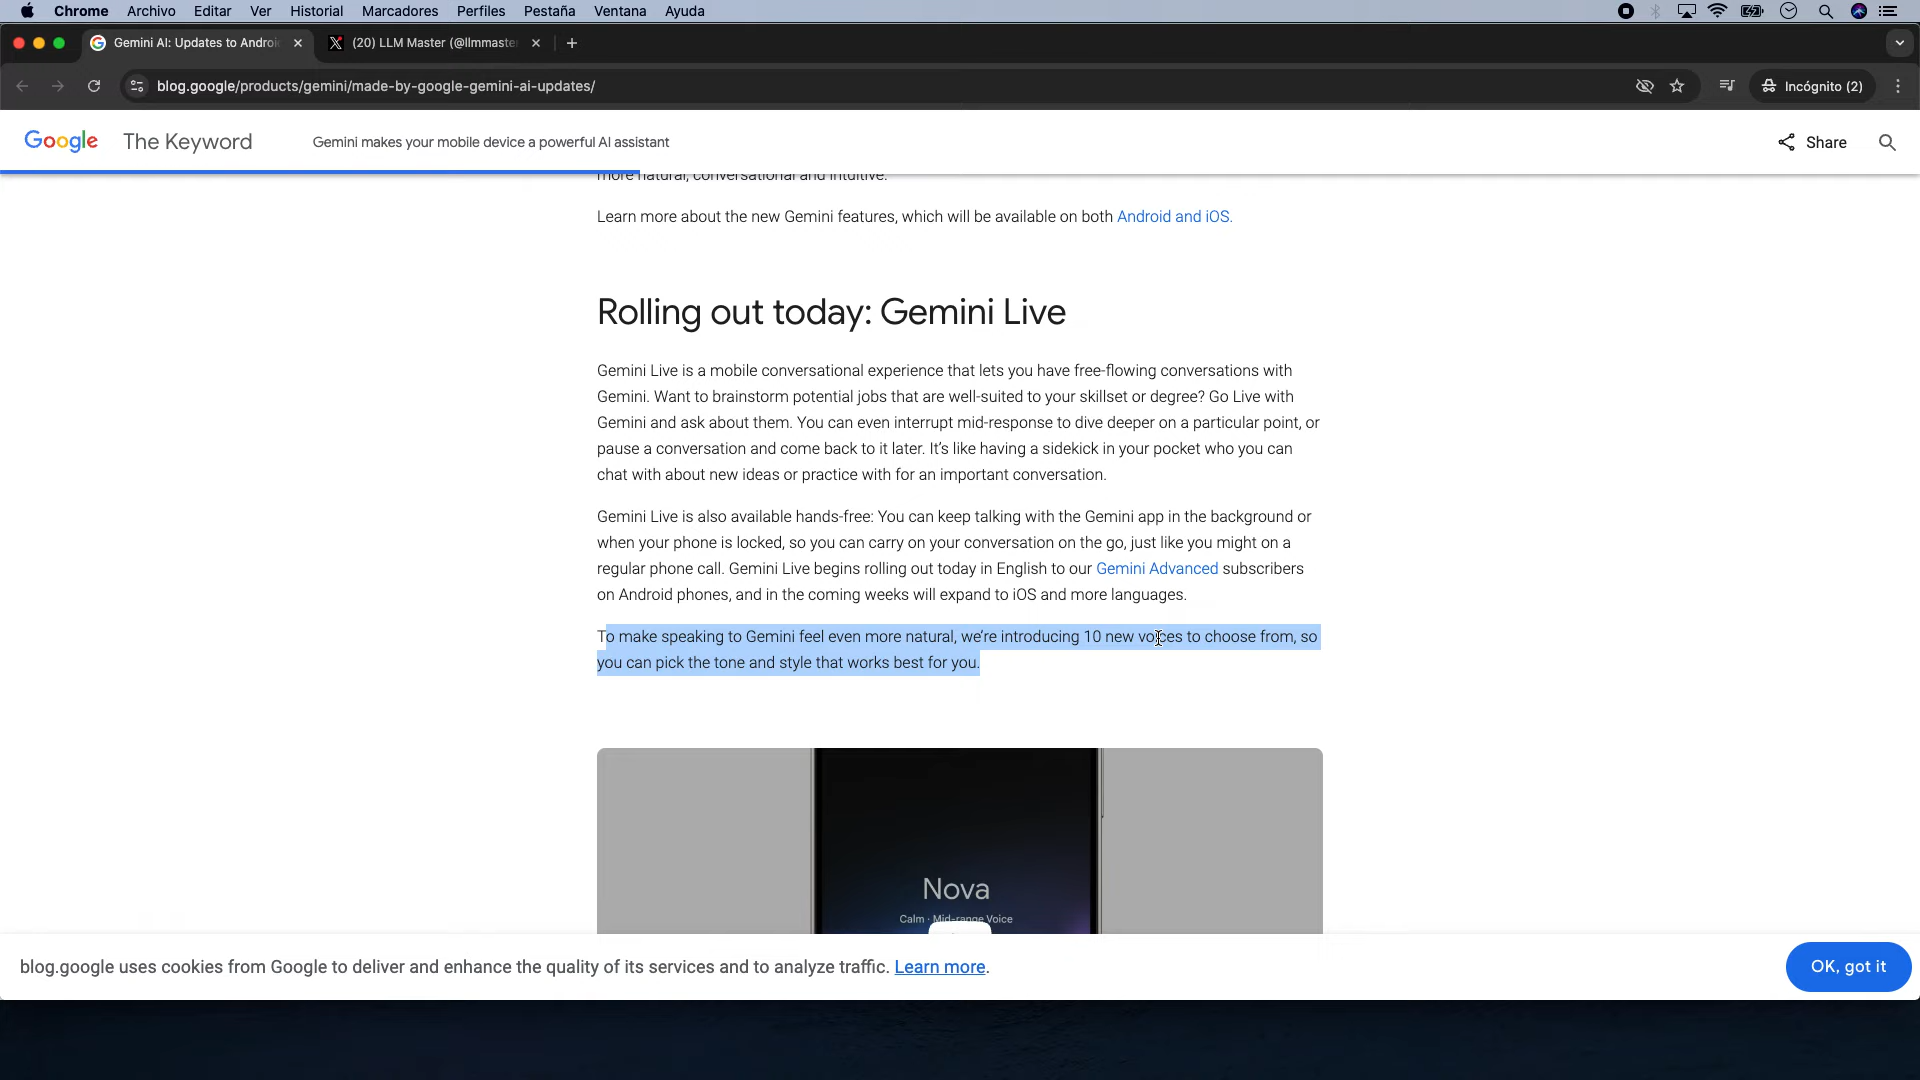 Chrome Archivo Editar Ver Historial Marcadores Perfiles Pestaña Ventana Ayuda
Gemini AI: Updates to Androi
(20) LLM Master (@llmmaste
blog.google/products/gemini/made-by-google-gemini-ai-updates/
Incógnito (2)
Google The Keyword
Gemini makes your mobile device a powerful AI assistant
Share
more natural, conversational and intuitive.
Learn more about the new Gemini features, which will be available on both Android and iOS.
Rolling out today: Gemini Live
Gemini Live is a mobile conversational experience that lets you have free-flowing conversations with
Gemini. Want to brainstorm potential jobs that are well-suited to your skillset or degree? Go Live with
Gemini and ask about them. You can even interrupt mid-response to dive deeper on a particular point, or
pause a conversation and come back to it later. It’s like having a sidekick in your pocket who you can
chat with about new ideas or practice with for an important conversation.
Gemini Live is also available hands-free: You can keep talking with the Gemini app in the background or
when your phone is locked, so you can carry on your conversation on the go, just like you might on a
regular phone call. Gemini Live begins rolling out today in English to our Gemini Advanced subscribers
on Android phones, and in the coming weeks will expand to iOS and more languages.
To make speaking to Gemini feel even more natural, we’re introducing 10 new voices to choose from, so
you can pick the tone and style that works best for you.
Nova
Calm · Mid-range Voice
blog.google uses cookies from Google to deliver and enhance the quality of its services and to analyze traffic. Learn more.
OK, got it